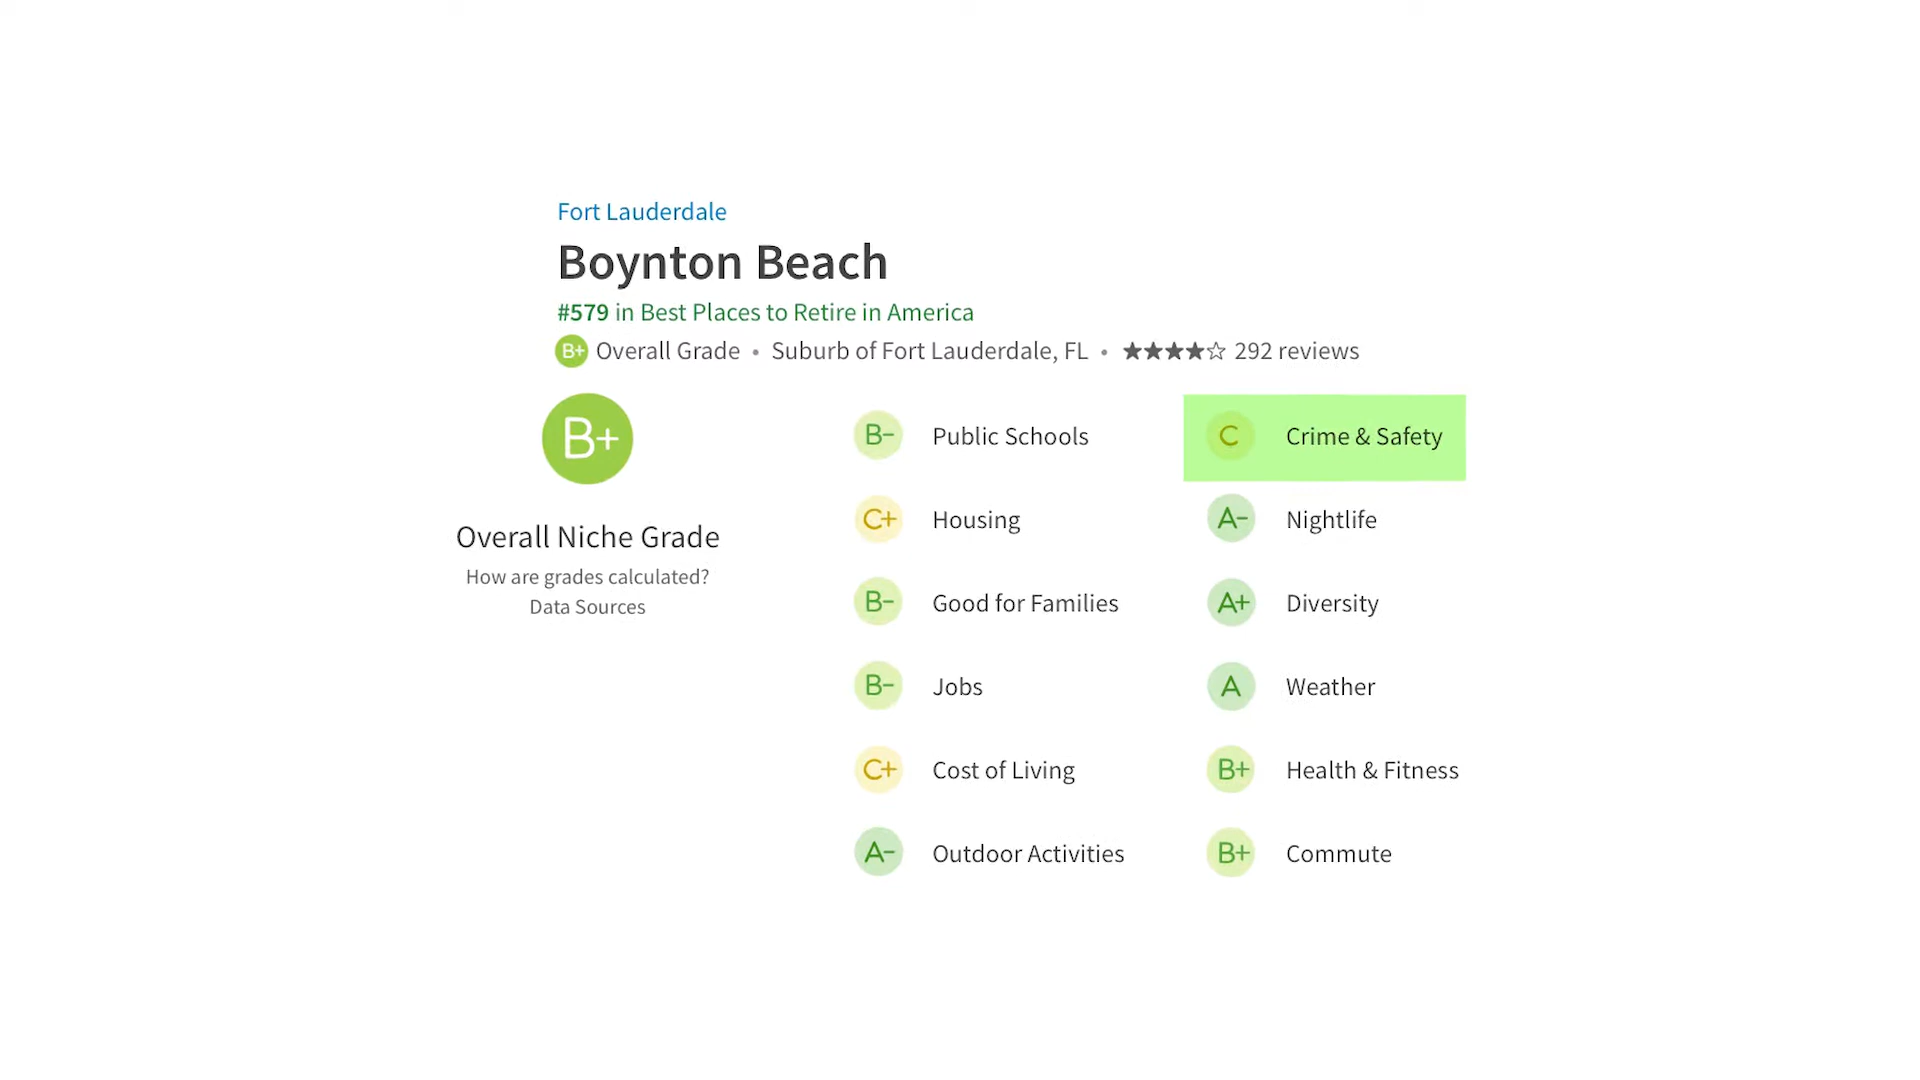 Fort Lauderdale
Boynton Beach
#579 in Best Places to Retire in America
B+ Overall Grade • Suburb of Fort Lauderdale, FL • ★★★★☆ 292 reviews
B+
Overall Niche Grade
How are grades calculated?
Data Sources
B- Public Schools
C+ Housing
B- Good for Families
B- Jobs
C+ Cost of Living
A- Outdoor Activities
C Crime & Safety
A- Nightlife
A+ Diversity
A Weather
B+ Health & Fitness
B+ Commute